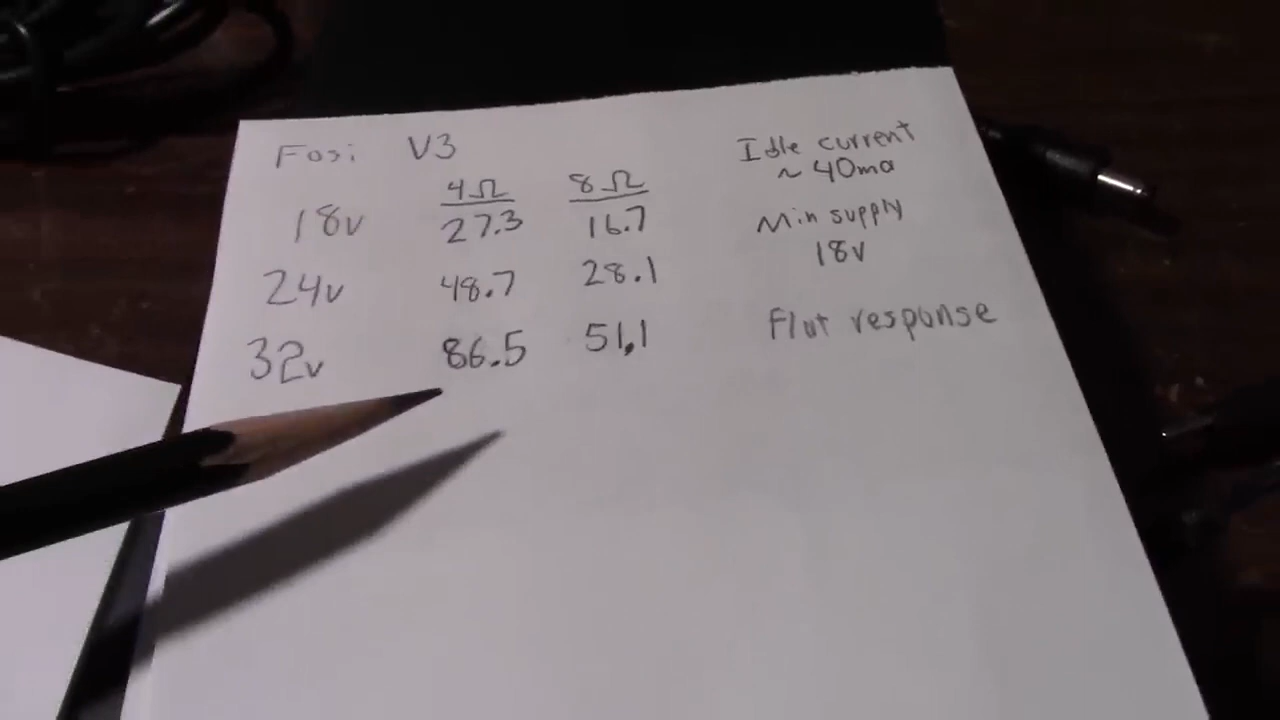 Fosi V3
4Ω 8Ω
18v 27.3 16.7
24v 48.7 28.1
32v 86.5 51.1
Idle current
~ 40ma
Min supply
18v
Flat response